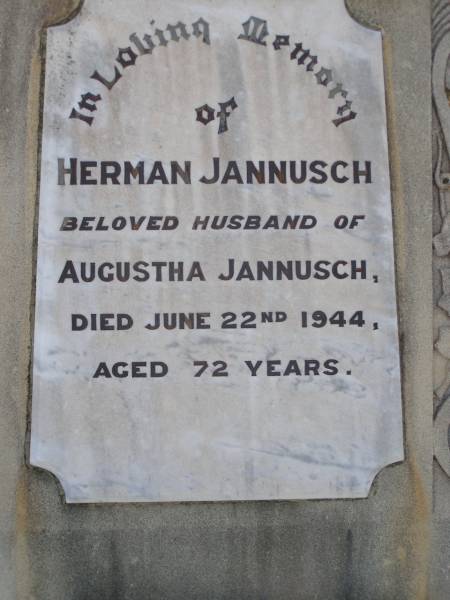 In Loving Memory
of
HERMAN JANNUSCH
BELOVED HUSBAND OF
AUGUSTHA JANNUSCH,
DIED JUNE 22ND 1944,
AGED 72 YEARS.